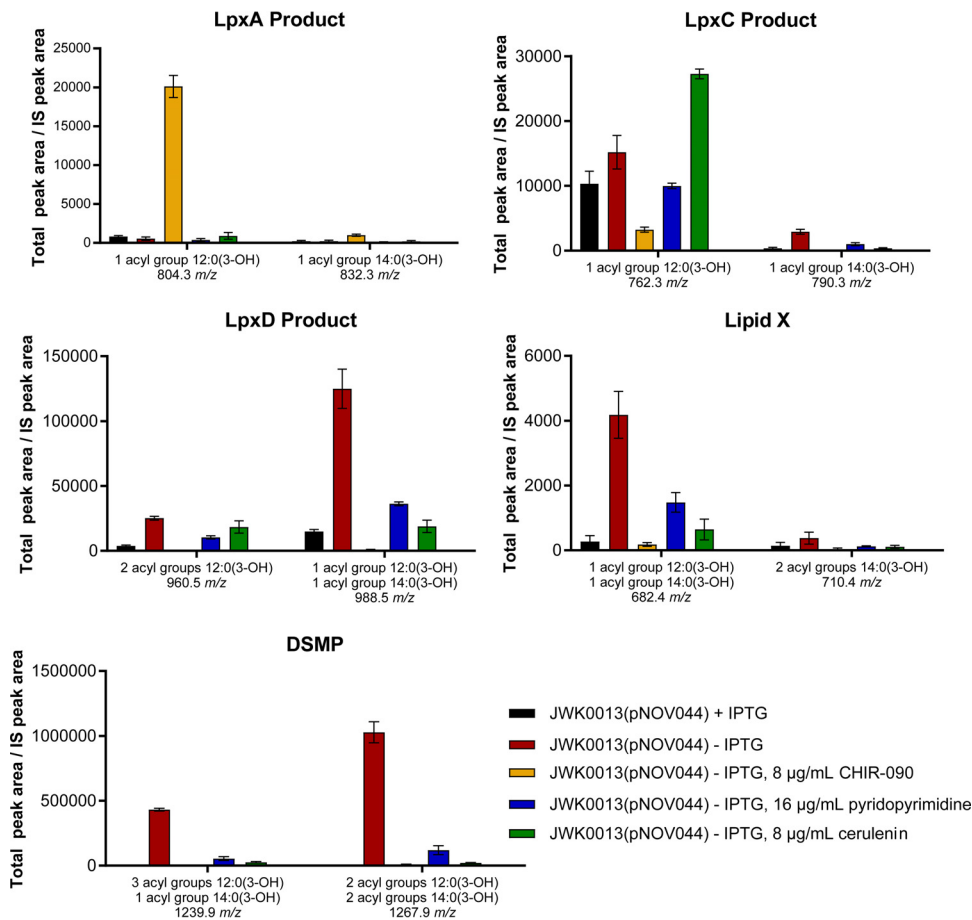 LpxA Product
Total peak area / IS peak area
25000
20000
15000
10000
5000
0
1 acyl group 12:0(3-OH)
804.3 m/z
1 acyl group 14:0(3-OH)
832.3 m/z
LpxC Product
Total peak area / IS peak area
30000
20000
10000
0
1 acyl group 12:0(3-OH)
762.3 m/z
1 acyl group 14:0(3-OH)
790.3 m/z
LpxD Product
Total peak area / IS peak area
150000
100000
50000
0
2 acyl groups 12:0(3-OH)
960.5 m/z
1 acyl group 12:0(3-OH)
1 acyl group 14:0(3-OH)
988.5 m/z
Lipid X
Total peak area / IS peak area
6000
4000
2000
0
1 acyl group 12:0(3-OH)
1 acyl group 14:0(3-OH)
682.4 m/z
2 acyl groups 14:0(3-OH)
710.4 m/z
DSMP
Total peak area / IS peak area
1500000
1000000
500000
0
3 acyl groups 12:0(3-OH)
1 acyl group 14:0(3-OH)
1239.9 m/z
2 acyl groups 12:0(3-OH)
2 acyl groups 14:0(3-OH)
1267.9 m/z
JWK0013(pNOV044) + IPTG
JWK0013(pNOV044) - IPTG
JWK0013(pNOV044) - IPTG, 8 µg/mL CHIR-090
JWK0013(pNOV044) - IPTG, 16 µg/mL pyridopyrimidine
JWK0013(pNOV044) - IPTG, 8 µg/mL cerulenin